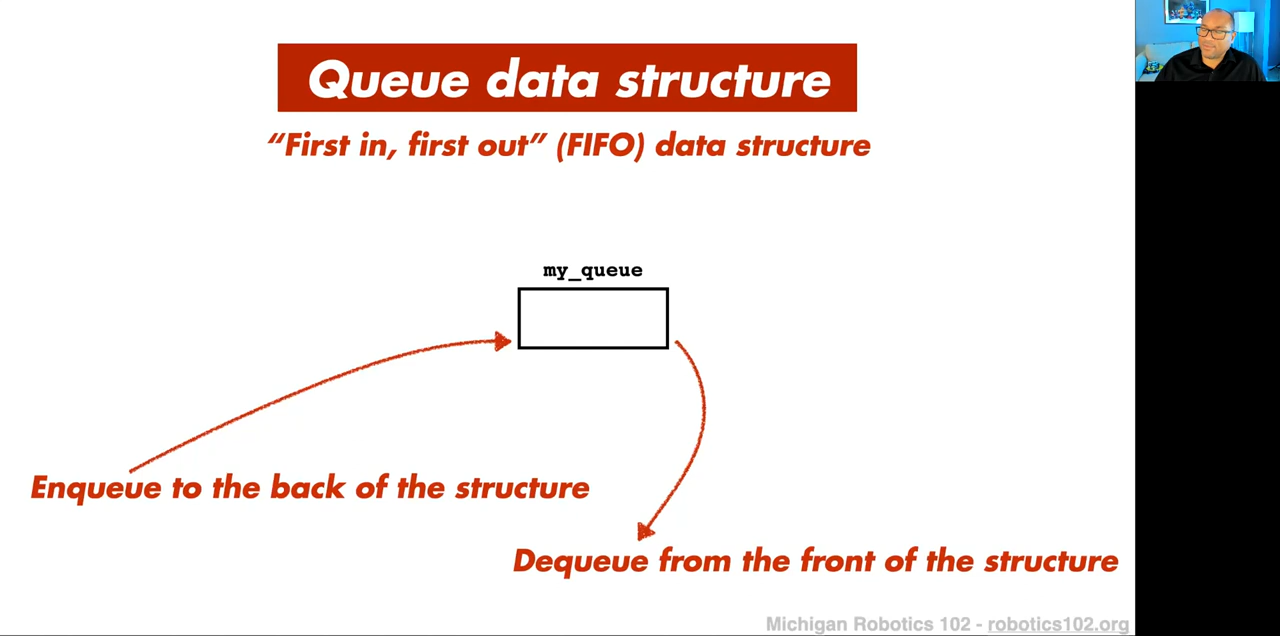 Queue data structure
“First in, first out” (FIFO) data structure
my_queue
Enqueue to the back of the structure
Dequeue from the front of the structure
Michigan Robotics 102 - robotics102.org